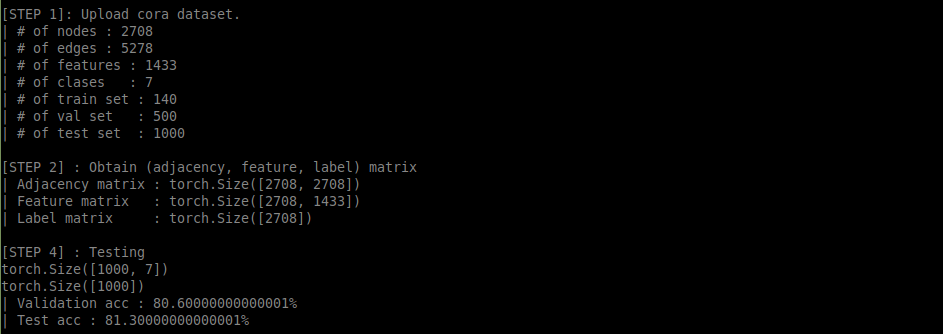 [STEP 1]: Upload cora dataset.
| # of nodes : 2708
| # of edges : 5278
| # of features : 1433
| # of clases   : 7
| # of train set : 140
| # of val set   : 500
| # of test set  : 1000
[STEP 2] : Obtain (adjacency, feature, label) matrix
| Adjacency matrix : torch.Size([2708, 2708])
| Feature matrix   : torch.Size([2708, 1433])
| Label matrix     : torch.Size([2708])
[STEP 4] : Testing
torch.Size([1000, 7])
torch.Size([1000])
| Validation acc : 80.60000000000001%
| Test acc : 81.30000000000001%